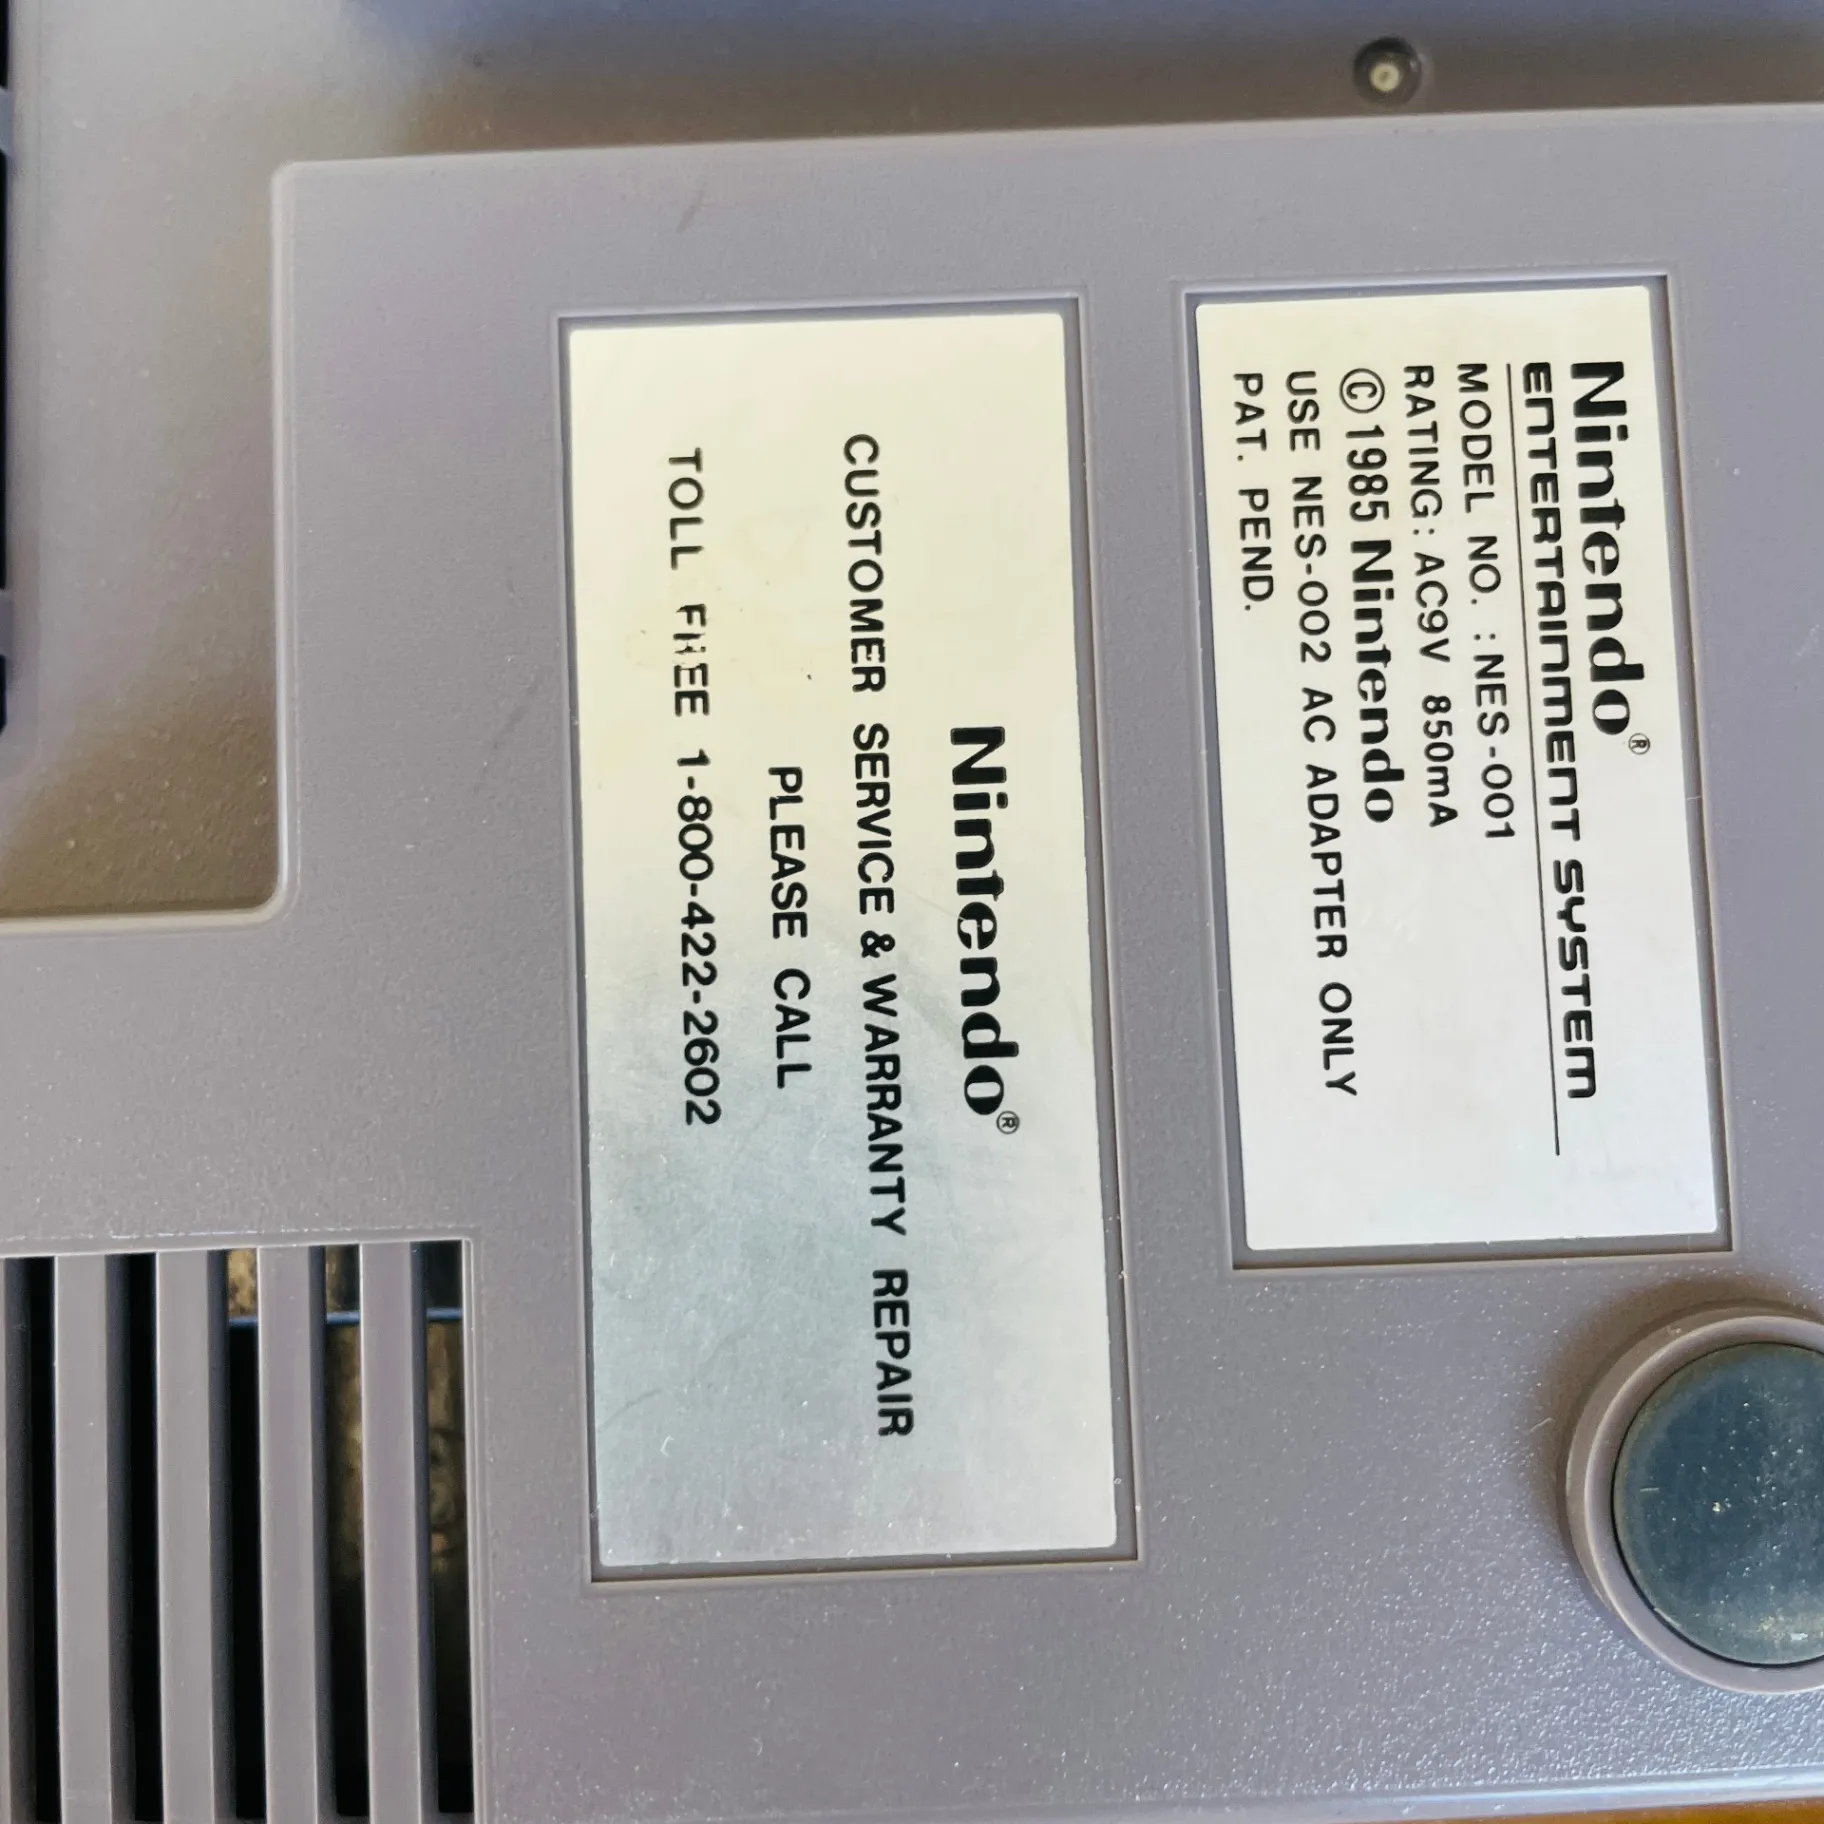 Nintendo®
ENTERTAINMENT SYSTEM
MODEL NO. : NES-001
RATING: AC9V 850mA
©1985 Nintendo
USE NES-002 AC ADAPTER ONLY
PAT. PEND.
Nintendo®
CUSTOMER SERVICE & WARRANTY REPAIR
PLEASE CALL
TOLL FREE 1-800-422-2602